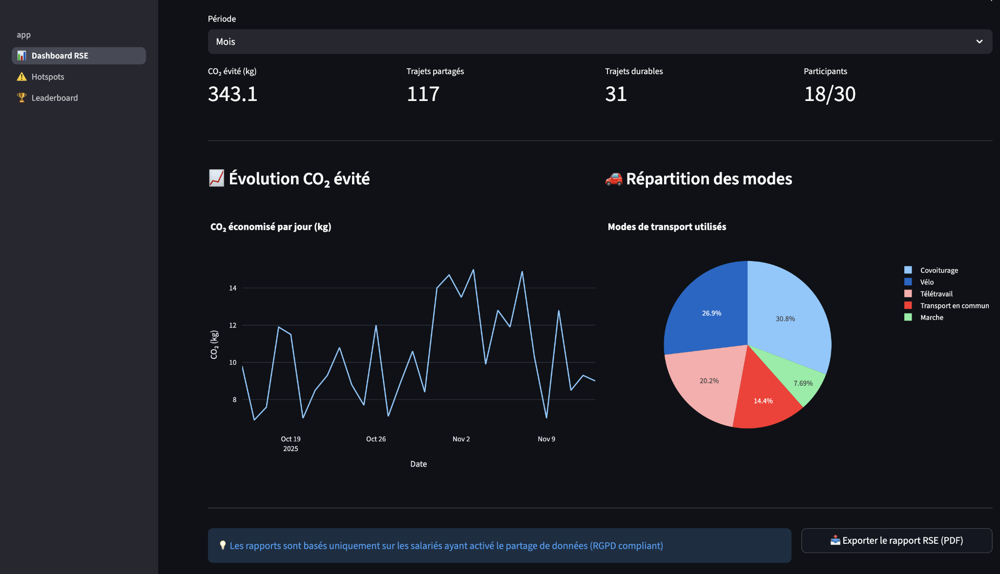 app
📊 Dashboard RSE
⚠️ Hotspots
🏆 Leaderboard
Période
Mois
CO₂ évité (kg)
343.1
Trajets partagés
117
Trajets durables
31
Participants
18/30
📈 Évolution CO₂ évité
🚗 Répartition des modes
CO₂ économisé par jour (kg)
14
12
10
8
CO₂ (kg)
Oct 19
2025
Oct 26
Nov 2
Nov 9
Date
Modes de transport utilisés
26.9%
30.8%
20.2%
7.69%
14.4%
Covoiturage
Vélo
Télétravail
Transport en commun
Marche
💡 Les rapports sont basés uniquement sur les salariés ayant activé le partage de données (RGPD compliant)
📥 Exporter le rapport RSE (PDF)